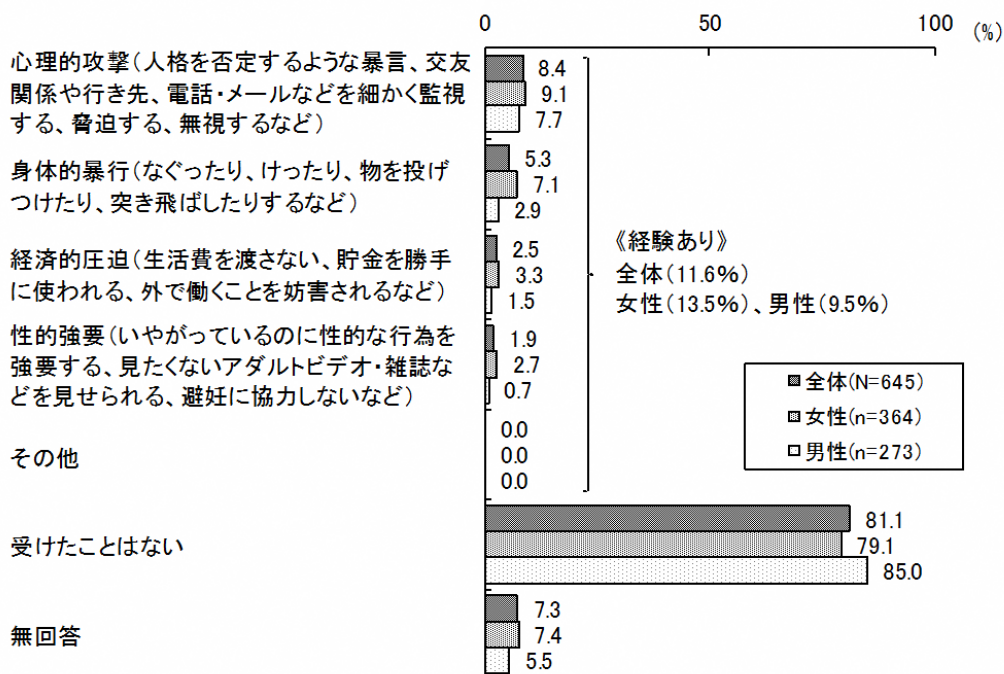 0
50
100
(%)
心理的攻撃(人格を否定するような暴言、交友
関係や行き先、電話・メールなどを細かく監視
する、脅迫する、無視するなど)
8.4
9.1
7.7
身体的暴行(なぐったり、けったり、物を投げ
つけたり、突き飛ばしたりするなど)
5.3
7.1
2.9
経済的圧迫(生活費を渡さない、貯金を勝手
に使われる、外で働くことを妨害されるなど)
2.5
3.3
1.5
性的強要(いやがっているのに性的な行為を
強要する、見たくないアダルトビデオ・雑誌な
どを見せられる、避妊に協力しないなど)
1.9
2.7
0.7
その他
0.0
0.0
0.0
受けたことはない
81.1
79.1
85.0
無回答
7.3
7.4
5.5
《経験あり》
全体(11.6%)
女性(13.5%)、男性(9.5%)
全体(N=645)
女性(n=364)
男性(n=273)